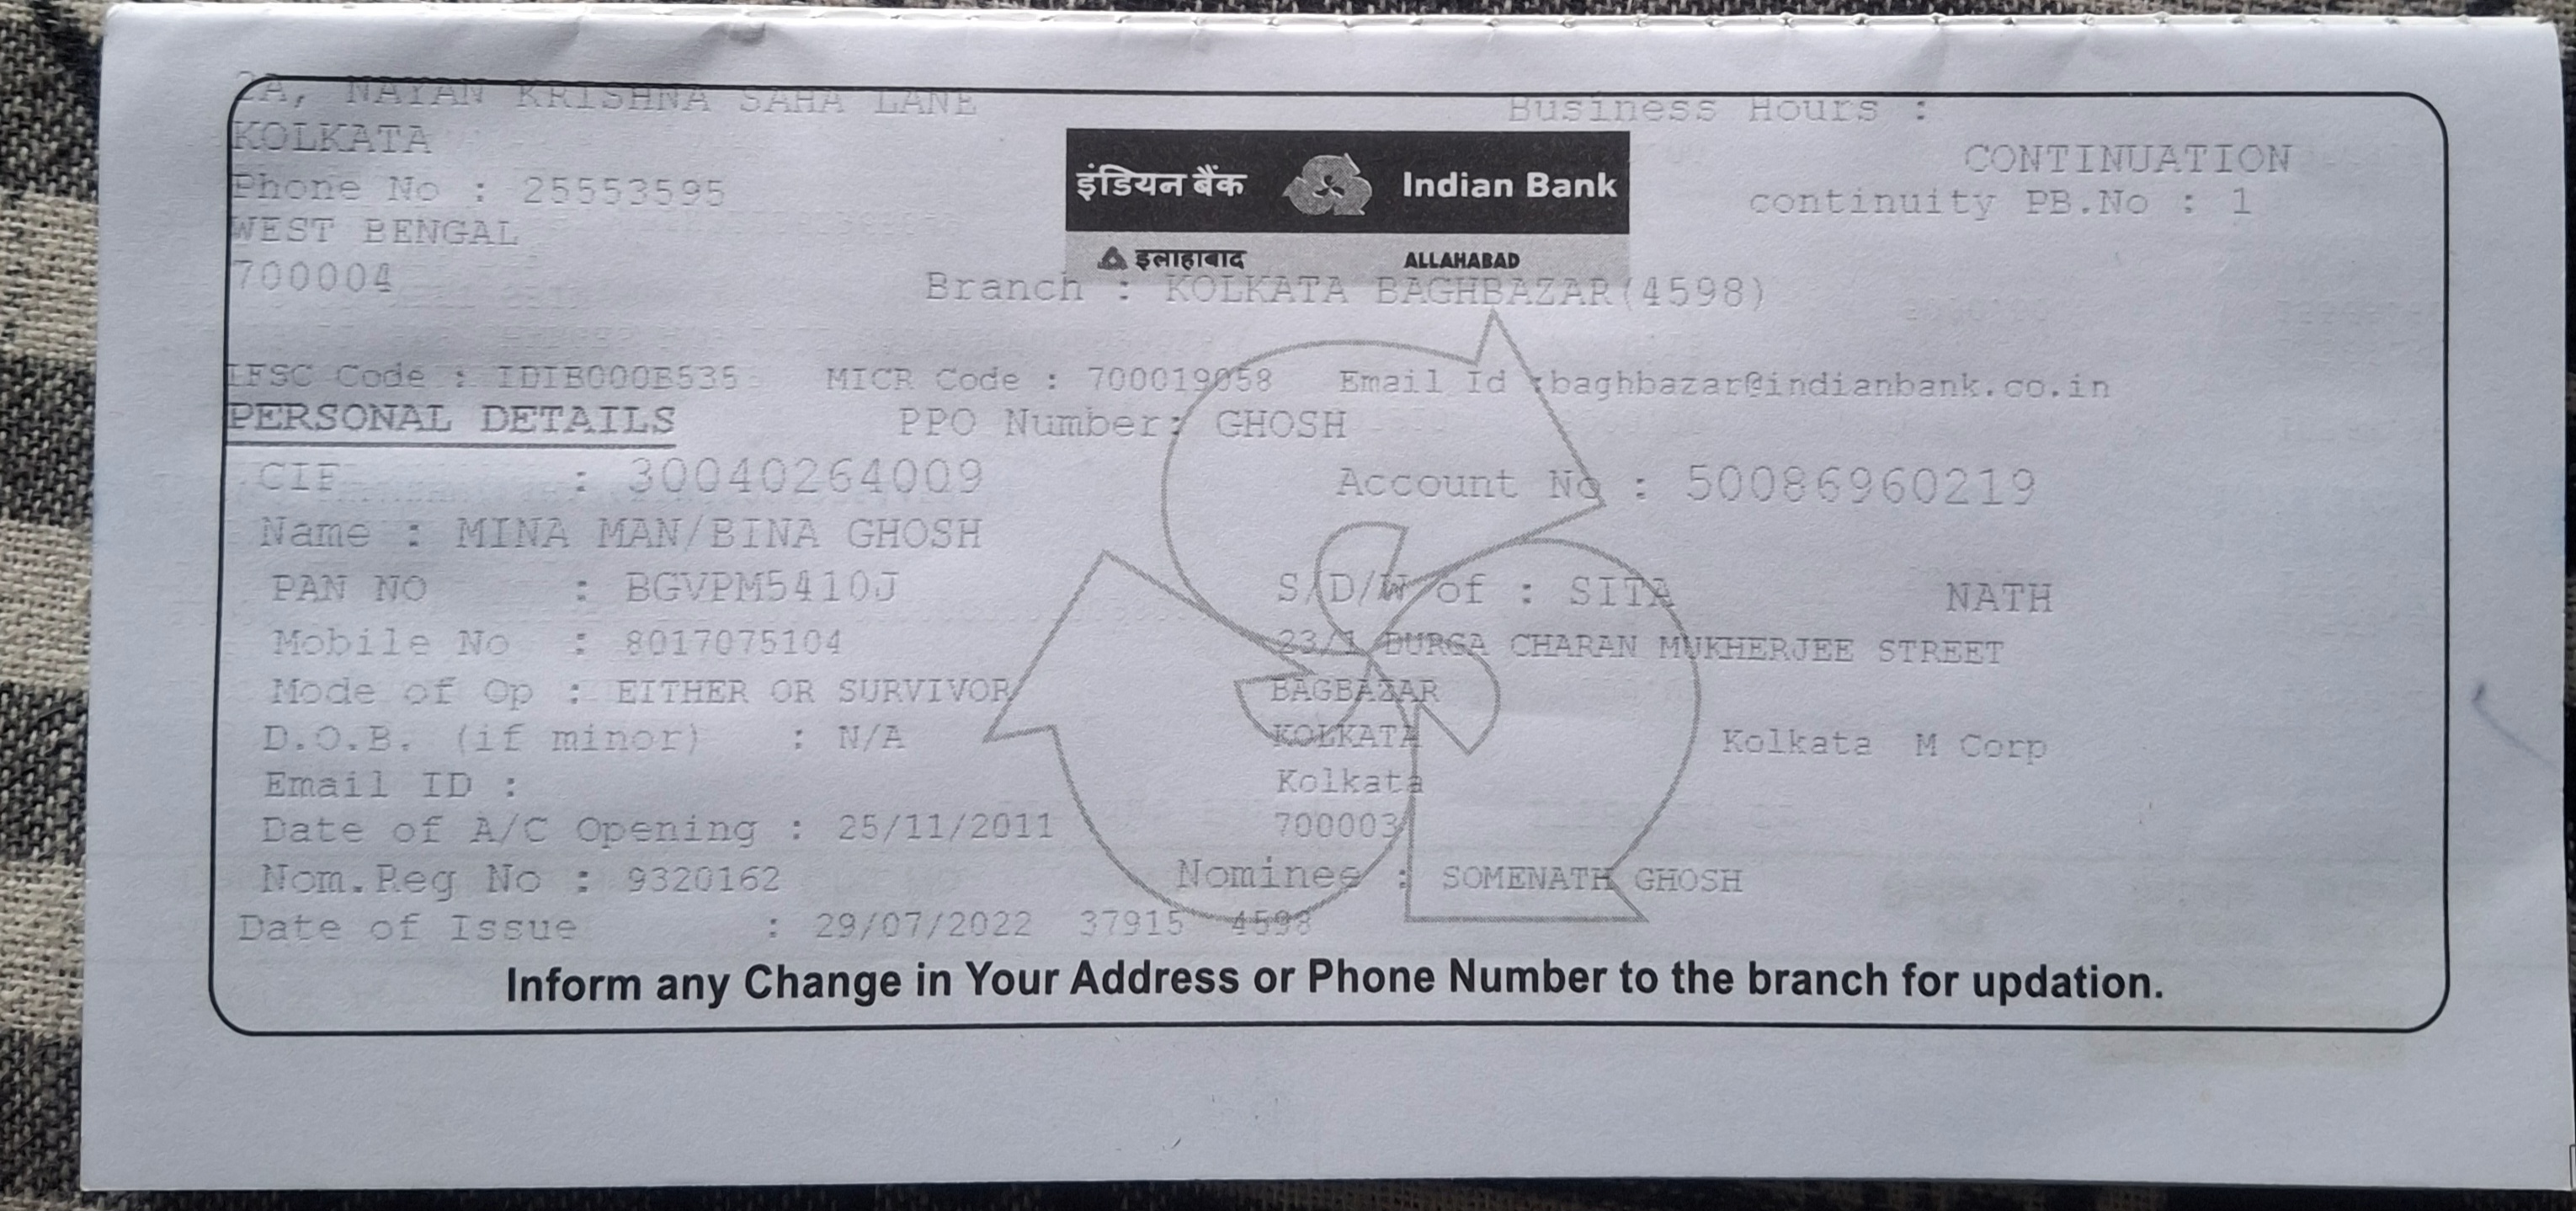 2A, NAYAN KRISHNA SAHA LANE
Business Hours :
KOLKATA
CONTINUATION
Phone No : 25553595
इंडियन बैंक Indian Bank
continuity PB.No : 1
WEST BENGAL
इलाहाबाद ALLAHABAD
700004
Branch : KOLKATA BAGHBAZAR(4598)
IFSC Code : IDIB000B535 MICR Code : 700019058 Email Id :baghbazar@indianbank.co.in
PERSONAL DETAILS PPO Number: GHOSH
CIF : 30040264009 Account No : 50086960219
Name : MINA MAN/BINA GHOSH
PAN NO : BGVPM5410J S/D/W of : SITA NATH
Mobile No : 8017075104 23/1 DURGA CHARAN MUKHERJEE STREET
Mode of Op : EITHER OR SURVIVOR BAGBAZAR
D.O.B. (if minor) : N/A KOLKATA Kolkata M Corp
Email ID : Kolkata
Date of A/C Opening : 25/11/2011 700003
Nom.Reg No : 9320162 Nominee : SOMENATH GHOSH
Date of Issue : 29/07/2022 37915 4598
Inform any Change in Your Address or Phone Number to the branch for updation.